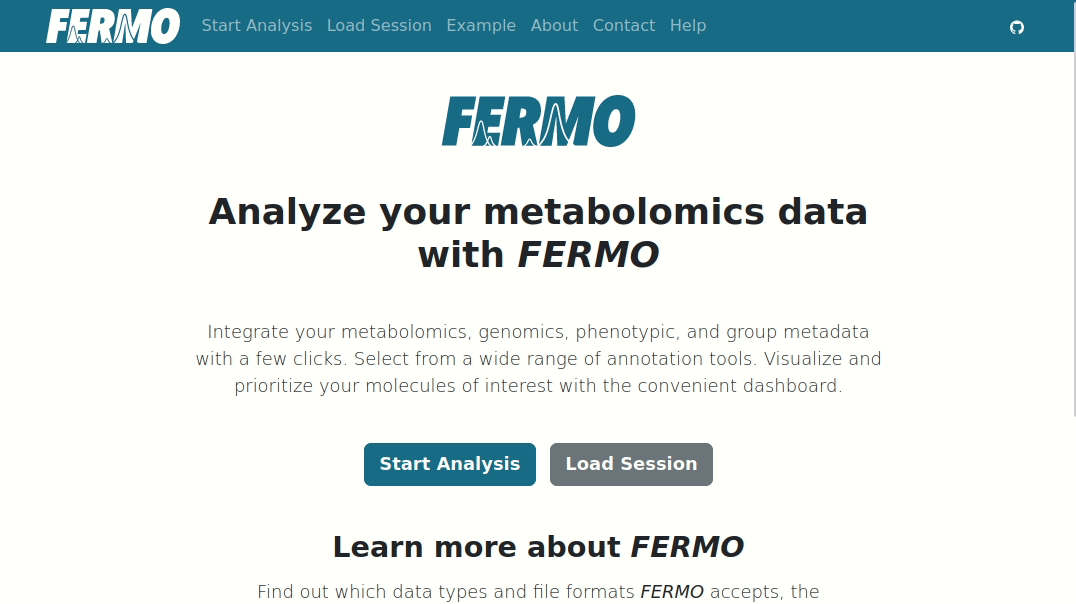 FERMO Start Analysis Load Session Example About Contact Help
FERMO
Analyze your metabolomics data
with FERMO
Integrate your metabolomics, genomics, phenotypic, and group metadata
with a few clicks. Select from a wide range of annotation tools. Visualize and
prioritize your molecules of interest with the convenient dashboard.
Start Analysis Load Session
Learn more about FERMO
Find out which data types and file formats FERMO accepts, the